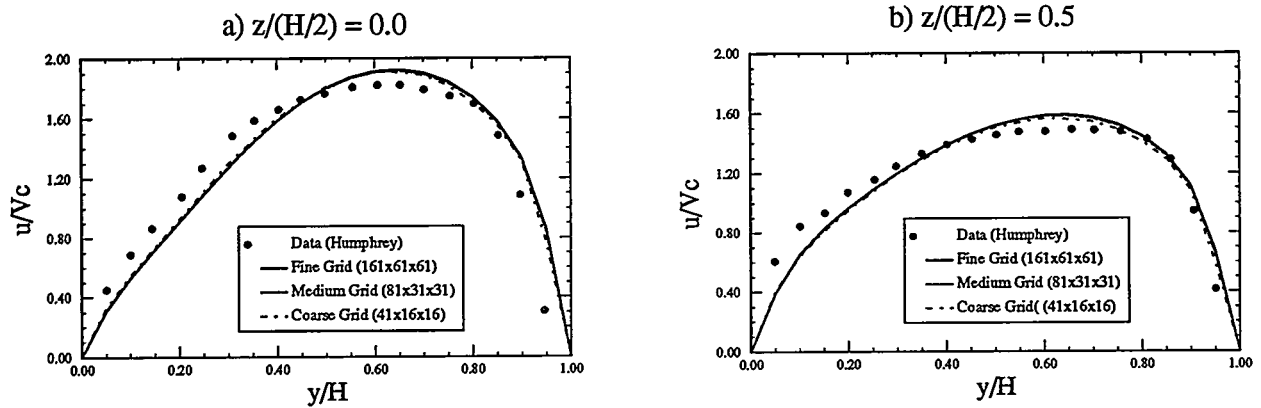 a) z/(H/2) = 0.0
2.00
1.60
1.20
0.80
0.40
0.00
u/Vc
Data (Humphrey)
Fine Grid (161x61x61)
Medium Grid (81x31x31)
Coarse Grid (41x16x16)
0.00 0.20 0.40 0.60 0.80 1.00
y/H
b) z/(H/2) = 0.5
2.00
1.60
1.20
0.80
0.40
0.00
u/Vc
Data (Humphrey)
Fine Grid (161x61x61)
Medium Grid (81x31x31)
Coarse Grid( (41x16x16)
0.00 0.20 0.40 0.60 0.80 1.00
y/H